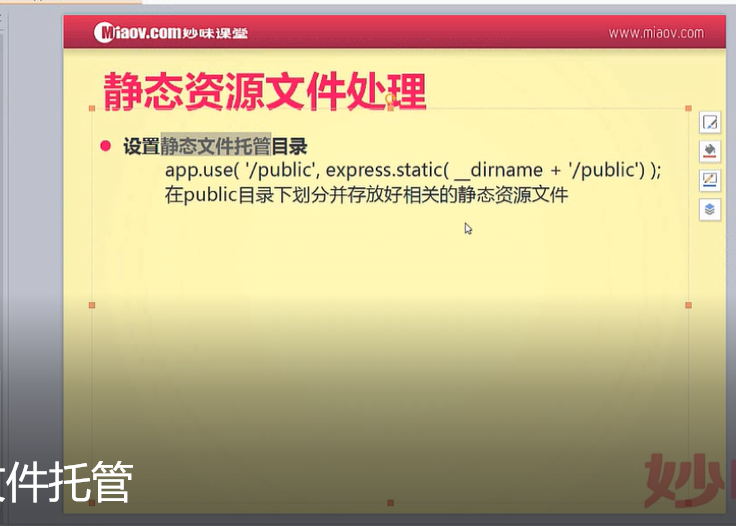 Miaov.com妙味课堂
www.miaov.com
静态资源文件处理
设置静态文件托管目录
app.use( '/public', express.static( __dirname + '/public') );
在public目录下划分并存放好相关的静态资源文件
件托管
妙